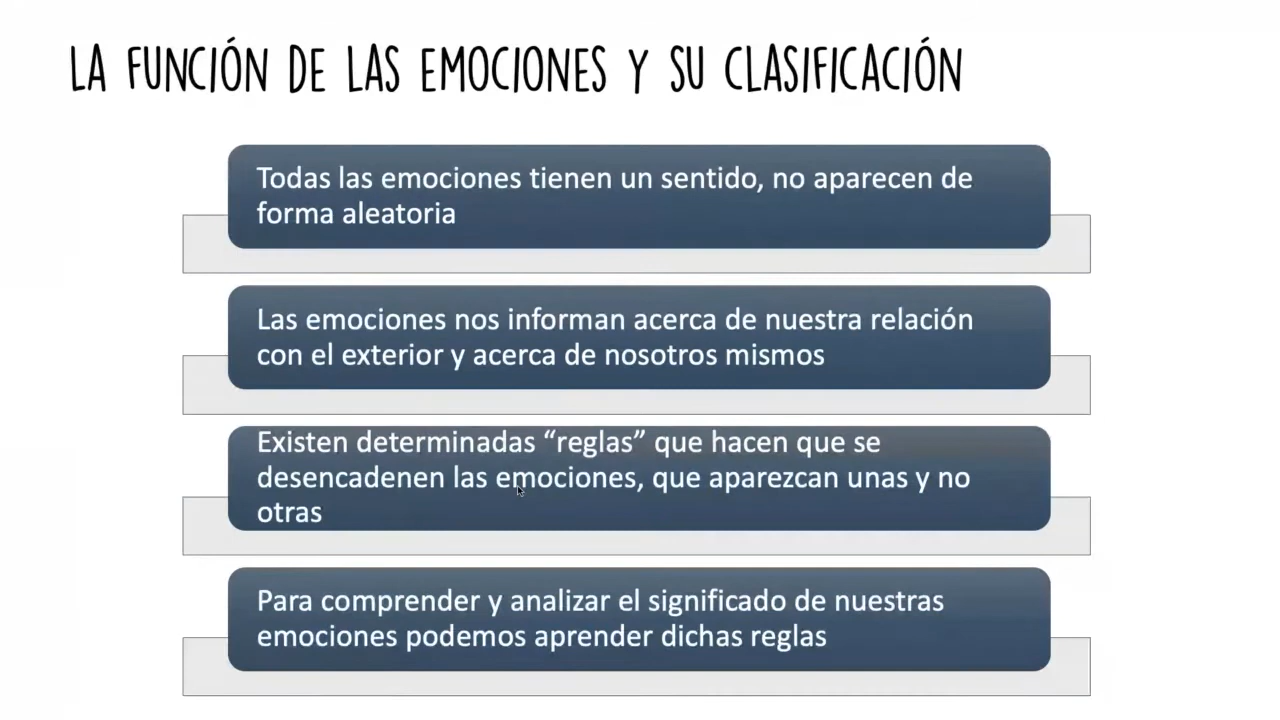 LA FUNCIÓN DE LAS EMOCIONES Y SU CLASIFICACIÓN
Todas las emociones tienen un sentido, no aparecen de
forma aleatoria
Las emociones nos informan acerca de nuestra relación
con el exterior y acerca de nosotros mismos
Existen determinadas “reglas” que hacen que se
desencadenen las emociones, que aparezcan unas y no
otras
Para comprender y analizar el significado de nuestras
emociones podemos aprender dichas reglas